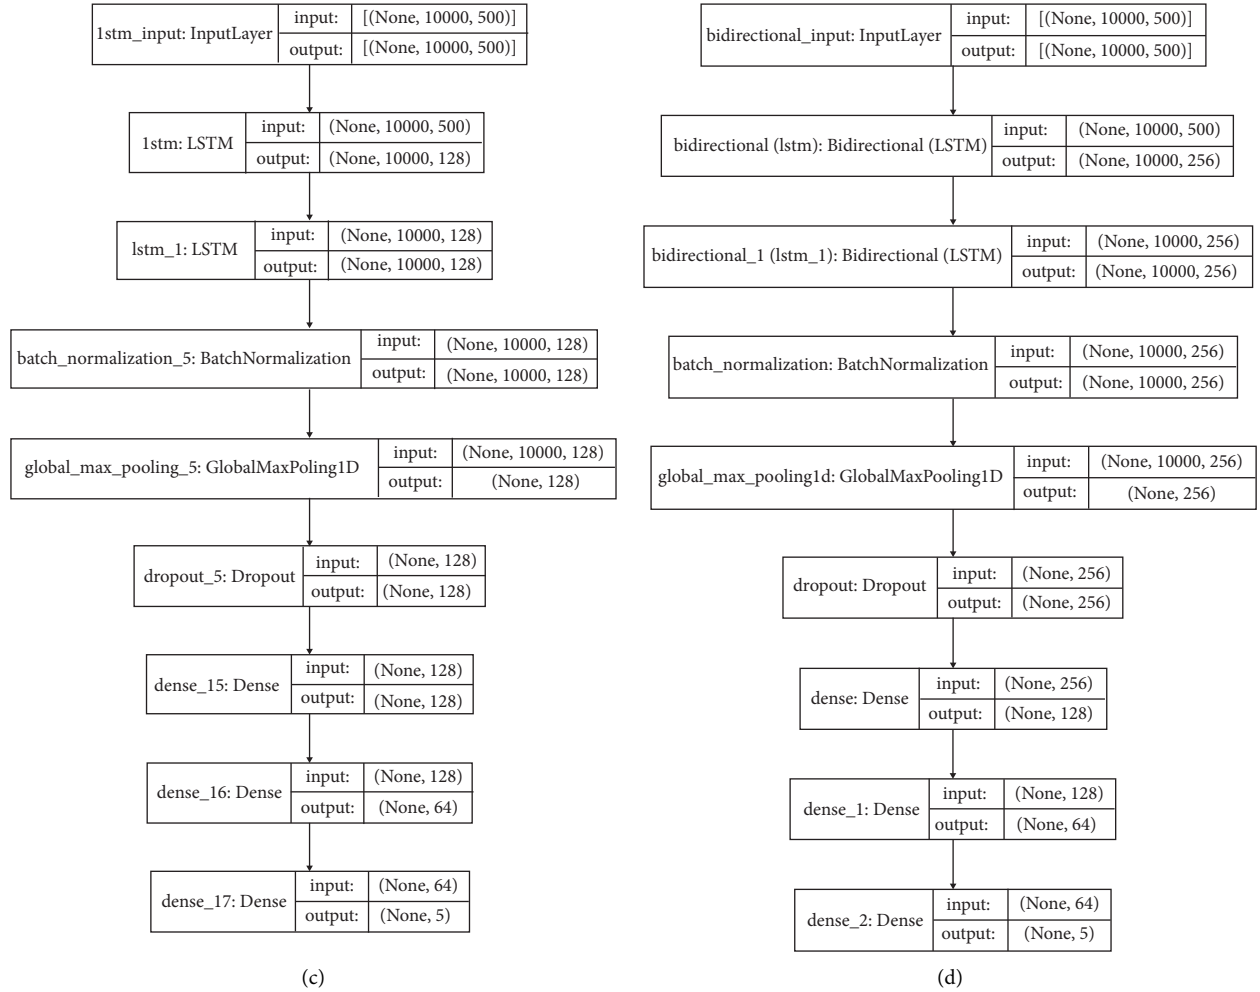 1stm_input: InputLayer
input: [(None, 10000, 500)]
output: [(None, 10000, 500)]
1stm: LSTM
input: (None, 10000, 500)
output: (None, 10000, 128)
lstm_1: LSTM
input: (None, 10000, 128)
output: (None, 10000, 128)
batch_normalization_5: BatchNormalization
input: (None, 10000, 128)
output: (None, 10000, 128)
global_max_pooling_5: GlobalMaxPoling1D
input: (None, 10000, 128)
output: (None, 128)
dropout_5: Dropout
input: (None, 128)
output: (None, 128)
dense_15: Dense
input: (None, 128)
output: (None, 128)
dense_16: Dense
input: (None, 128)
output: (None, 64)
dense_17: Dense
input: (None, 64)
output: (None, 5)
(c)
bidirectional_input: InputLayer
input: [(None, 10000, 500)]
output: [(None, 10000, 500)]
bidirectional (lstm): Bidirectional (LSTM)
input: (None, 10000, 500)
output: (None, 10000, 256)
bidirectional_1 (lstm_1): Bidirectional (LSTM)
input: (None, 10000, 256)
output: (None, 10000, 256)
batch_normalization: BatchNormalization
input: (None, 10000, 256)
output: (None, 10000, 256)
global_max_pooling1d: GlobalMaxPooling1D
input: (None, 10000, 256)
output: (None, 256)
dropout: Dropout
input: (None, 256)
output: (None, 256)
dense: Dense
input: (None, 256)
output: (None, 128)
dense_1: Dense
input: (None, 128)
output: (None, 64)
dense_2: Dense
input: (None, 64)
output: (None, 5)
(d)